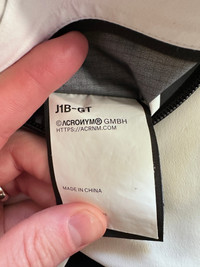 J1B-GT
©ACRONYM® GMBH
HTTPS://ACRNM.COM
MADE IN CHINA